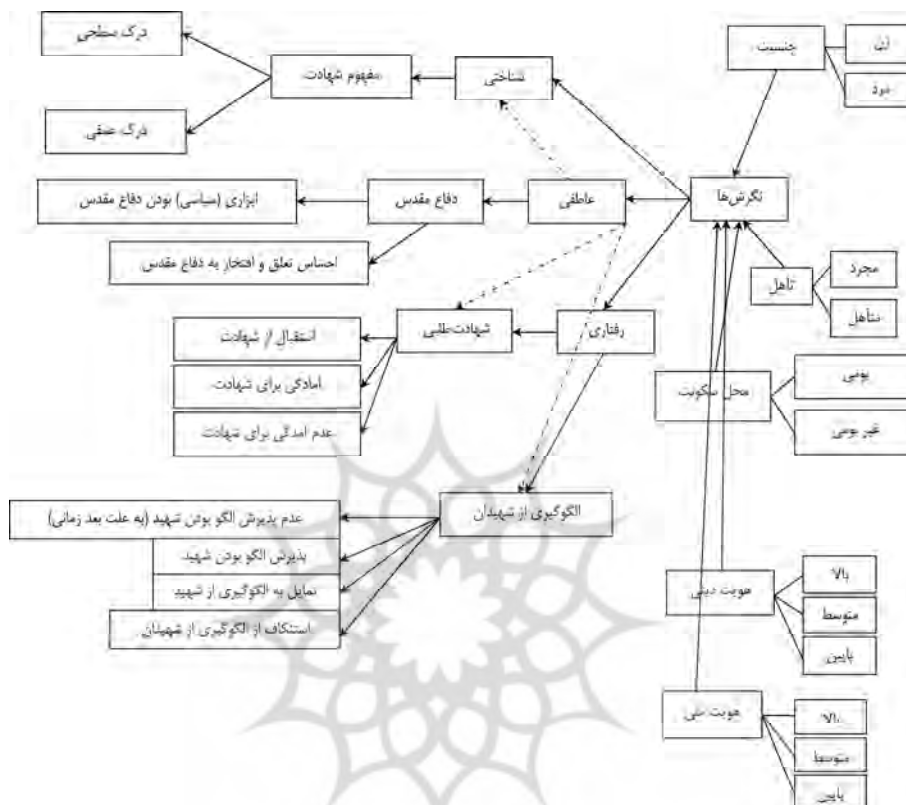 جنسیت
زن
مرد
نگرش‌ها
تأهل
مجرد
متأهل
محل سکونت
بومی
غیر بومی
هویت دینی
بالا
متوسط
پایین
هویت ملی
بالا
متوسط
پایین
شناختی
مفهوم شهادت
درک سطحی
درک عمقی
عاطفی
دفاع مقدس
ابزاری (سیاسی) بودن دفاع مقدس
احساس تعلق و افتخار به دفاع مقدس
رفتاری
شهادت‌طلبی
استقبال از شهادت
آمادگی برای شهادت
عدم آمدگی برای شهادت
الگوگیری از شهیدان
عدم پذیرش الگو بودن شهید (به علت بعد زمانی)
پذیرش الگو بودن شهید
تمایل به الگوگیری از شهید
استنکاف از الگوگیری از شهیدان